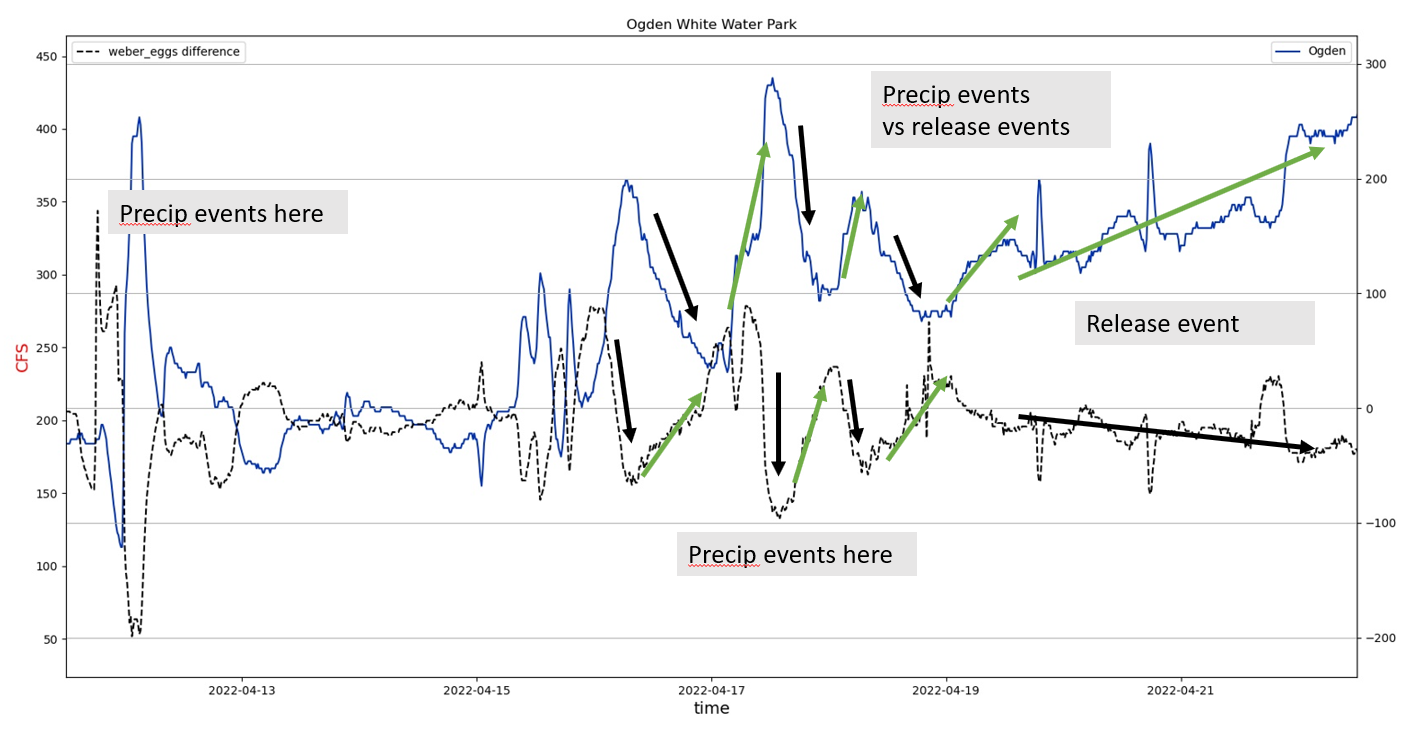 Ogden White Water Park
weber_eggs difference
Ogden
Precip events
vs release events
Precip events here
Release event
Precip events here
CFS
450
400
350
300
250
200
150
100
50
300
200
100
0
−100
−200
2022-04-13
2022-04-15
2022-04-17
2022-04-19
2022-04-21
time